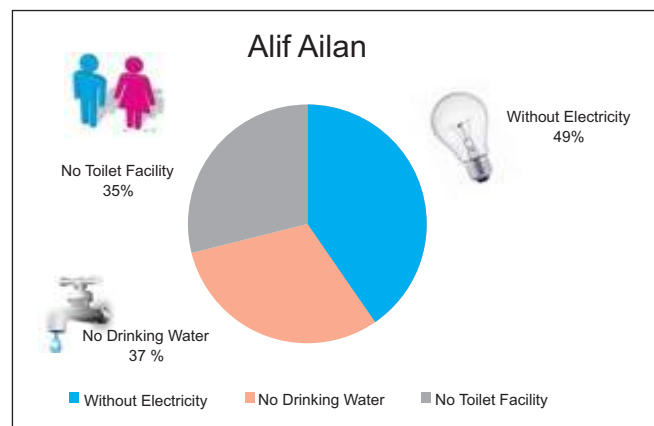 Alif Ailan
Without Electricity
49%
No Toilet Facility
35%
No Drinking Water
37 %
Without Electricity
No Drinking Water
No Toilet Facility